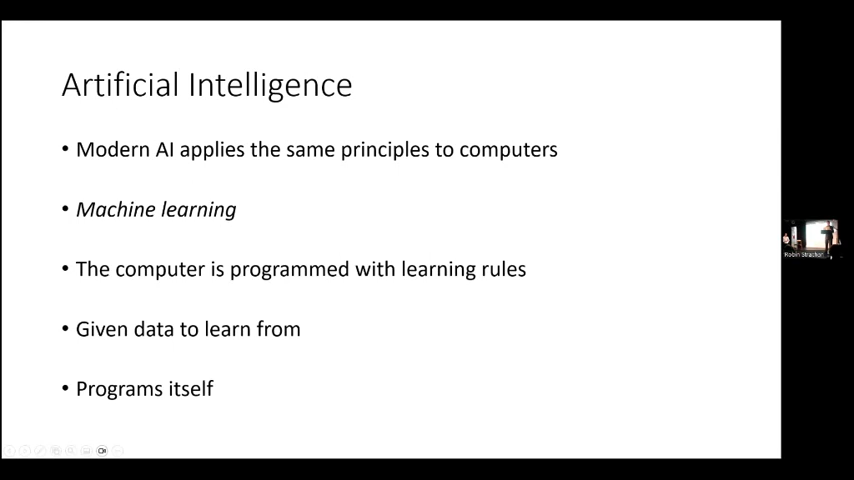 Artificial Intelligence
• Modern AI applies the same principles to computers
• Machine learning
• The computer is programmed with learning rules
• Given data to learn from
• Programs itself
Robin